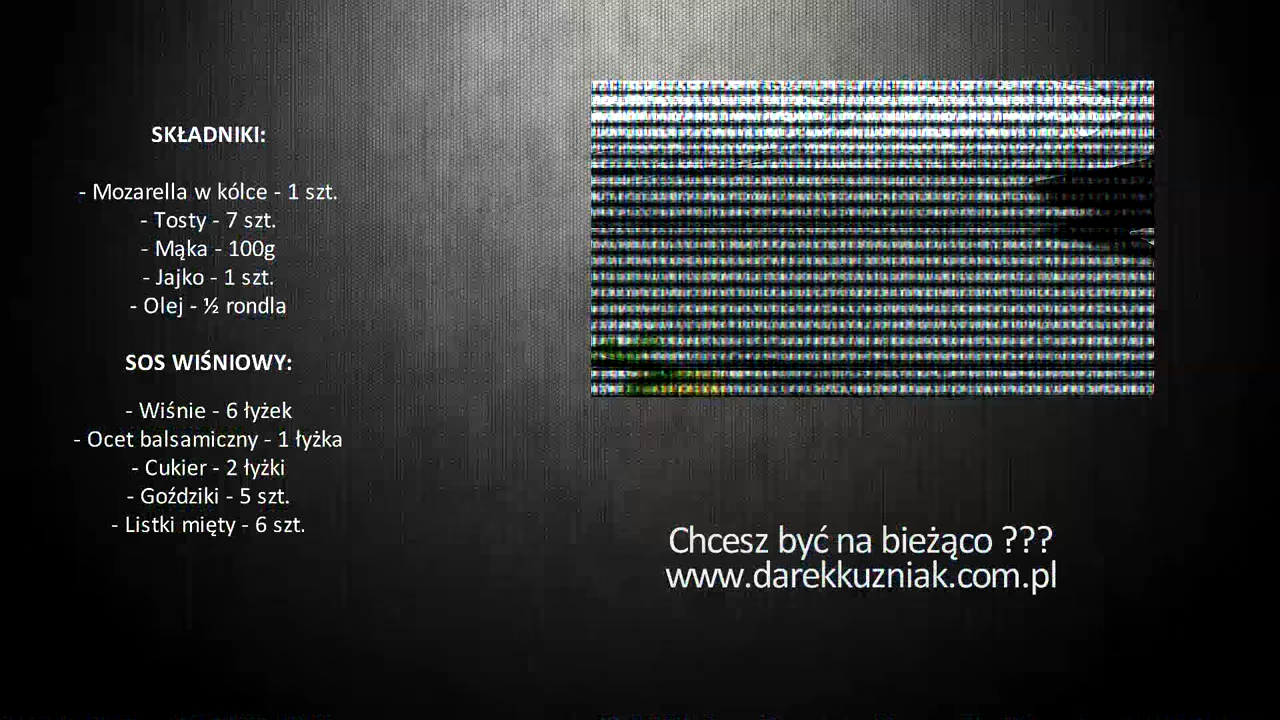 SKŁADNIKI:
- Mozarella w kólce - 1 szt.
- Tosty - 7 szt.
- Mąka - 100g
- Jajko - 1 szt.
- Olej - ½ rondla
SOS WIŚNIOWY:
- Wiśnie - 6 łyżek
- Ocet balsamiczny - 1 łyżka
- Cukier - 2 łyżki
- Goździki - 5 szt.
- Listki mięty - 6 szt.
Chcesz być na bieżąco ???
www.darekkuzniak.com.pl